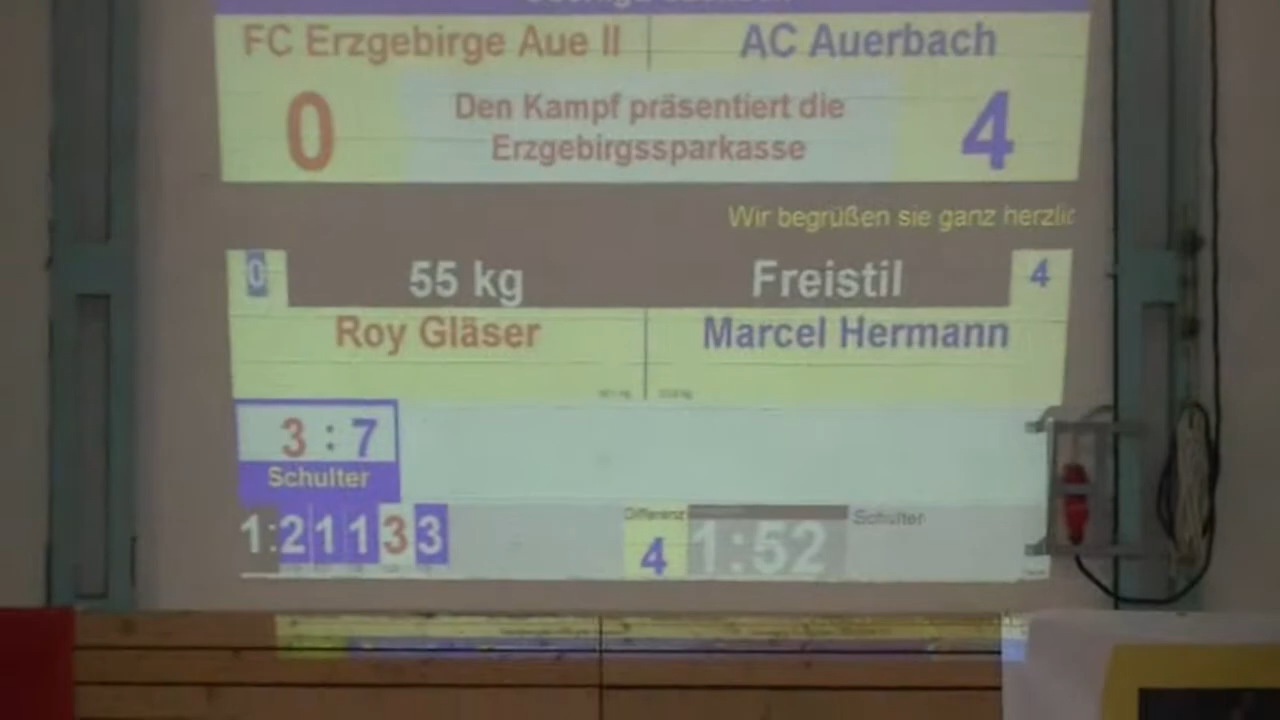 FC Erzgebirge Aue II AC Auerbach
0 Den Kampf präsentiert die 4
Erzgebirgssparkasse
Wir begrüßen sie ganz herzlic
0 55 kg Freistil 4
Roy Gläser Marcel Hermann
3 : 7
Schulter
1:2 1 1 3 3 Differenz 4 1:52 Schulter